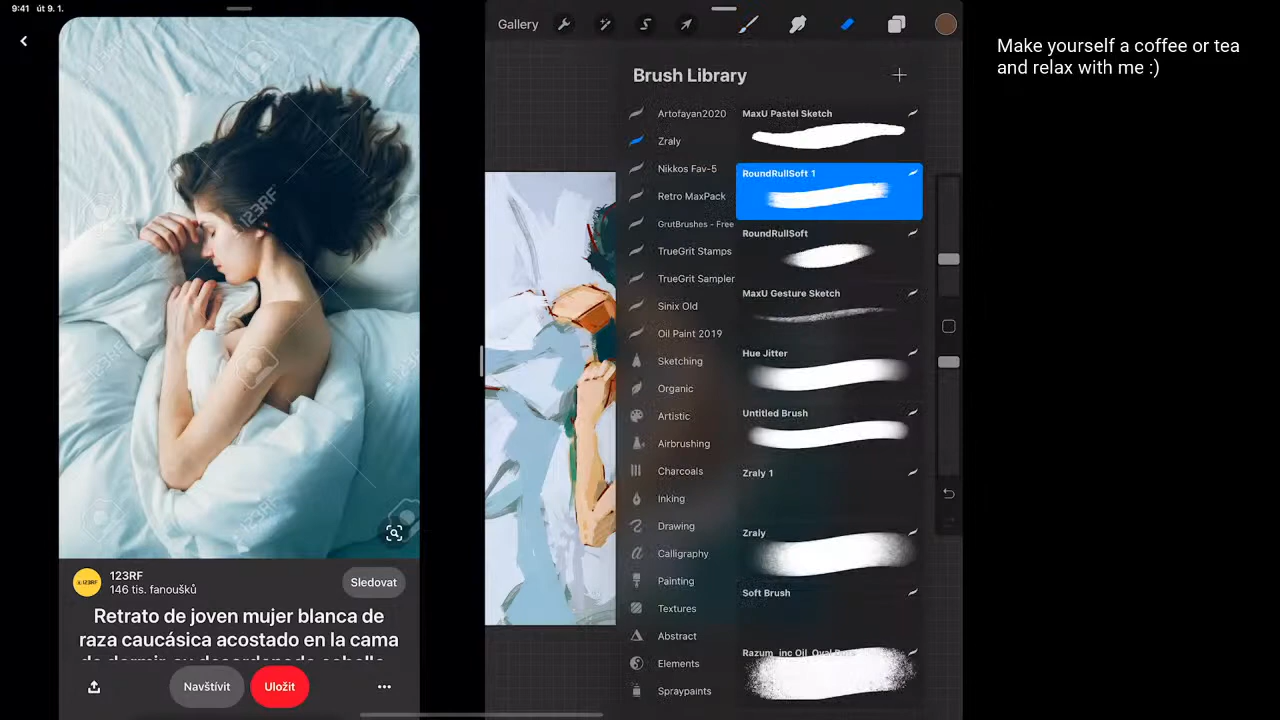 9:41 út 9. 1.
123RF
123RF
146 tis. fanoušků
Sledovat
Retrato de joven mujer blanca de
raza caucásica acostado en la cama
Navštívit
Uložit
Gallery
Brush Library
Artofayan2020
Zraly
Nikkos Fav-5
Retro MaxPack
GrutBrushes - Free
TrueGrit Stamps
TrueGrit Sampler
Sinix Old
Oil Paint 2019
Sketching
Organic
Artistic
Airbrushing
Charcoals
Inking
Drawing
Calligraphy
Painting
Textures
Abstract
Elements
Spraypaints
MaxU Pastel Sketch
RoundRullSoft 1
RoundRullSoft
MaxU Gesture Sketch
Hue Jitter
Untitled Brush
Zraly 1
Zraly
Soft Brush
Razum_inc Oil_Oval
Make yourself a coffee or tea
and relax with me :)